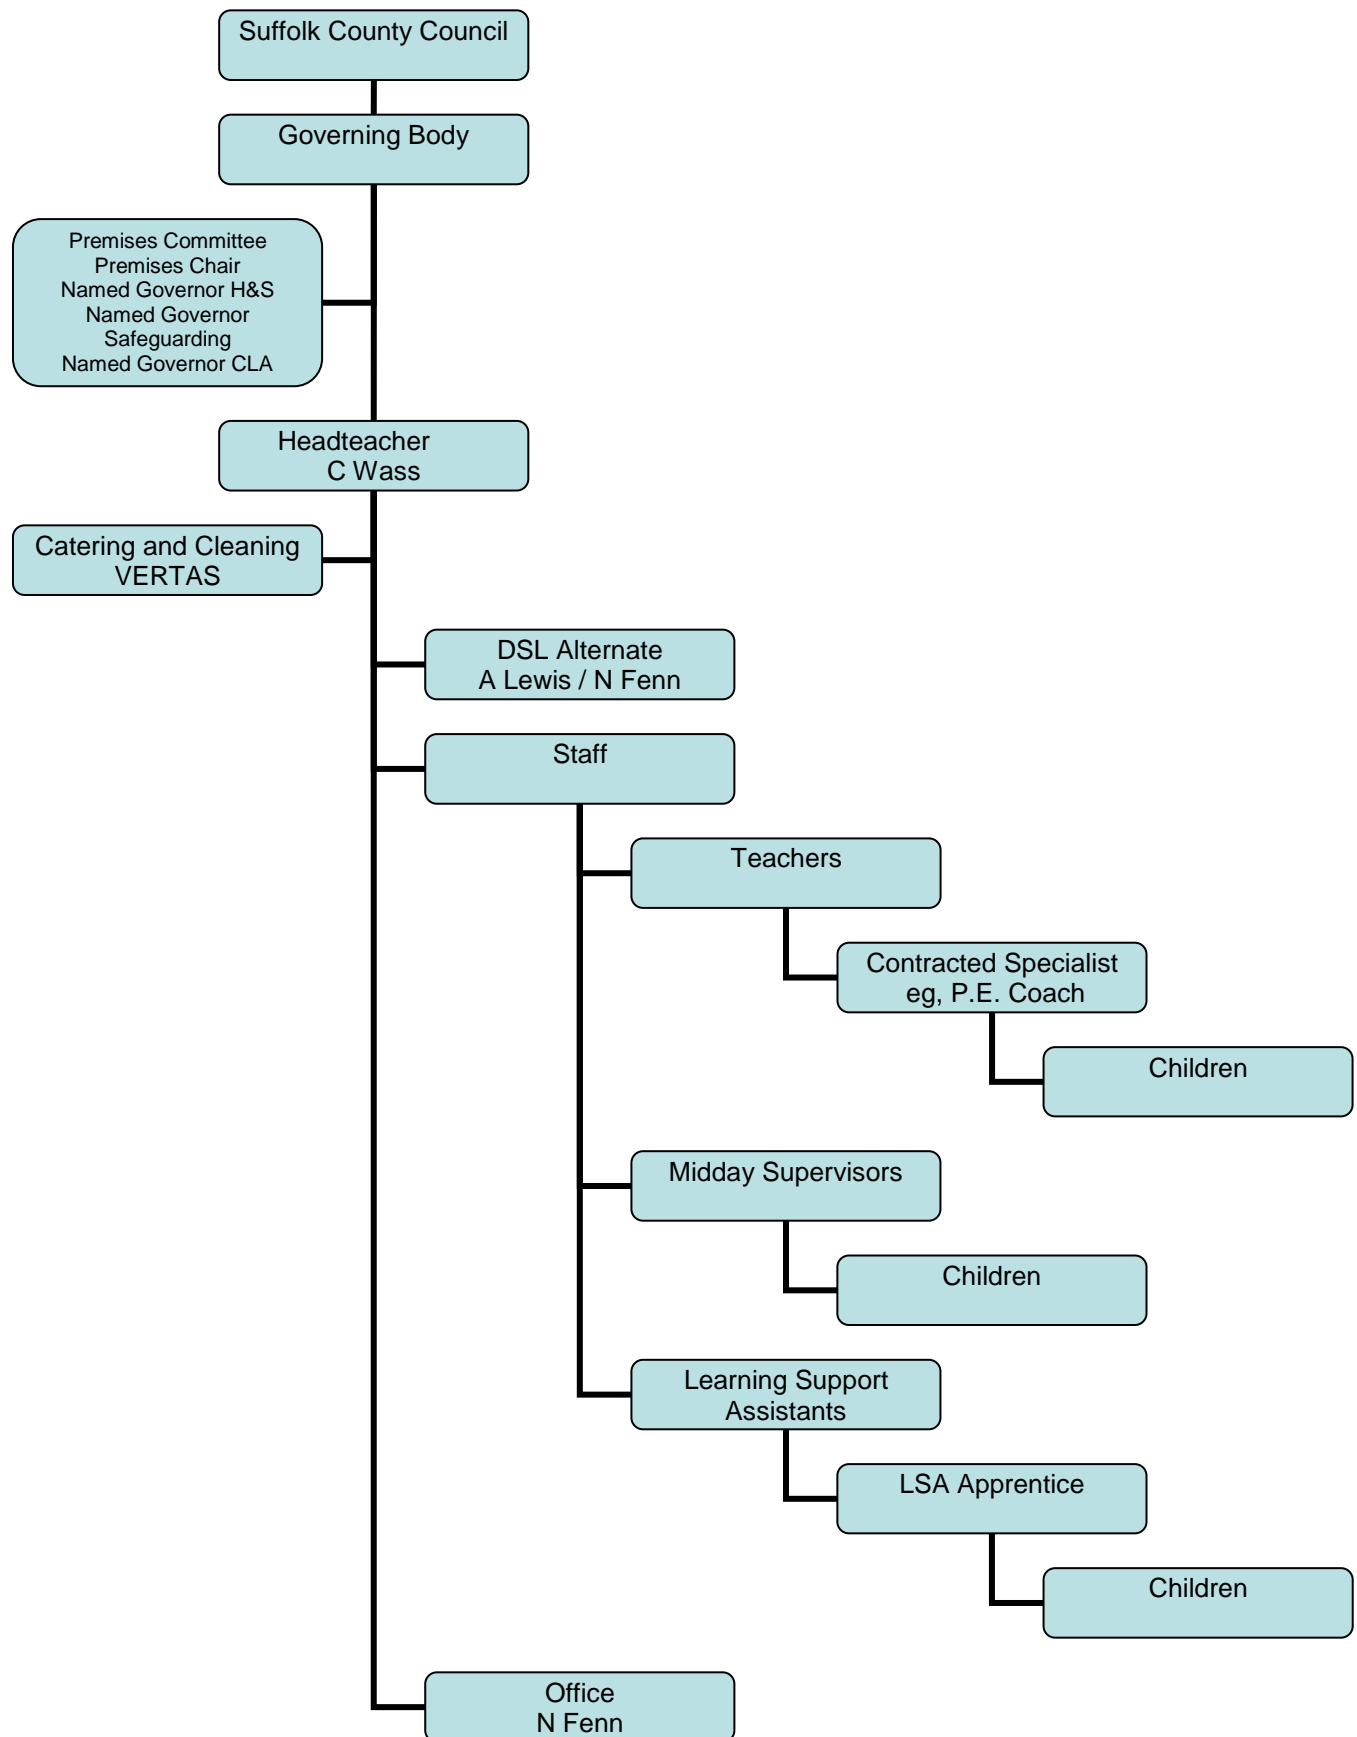 Suffolk County Council
Governing Body
Premises Committee
Premises Chair
Named Governor H&S
Named Governor
Safeguarding
Named Governor CLA
Headteacher
C Wass
Catering and Cleaning
VERTAS
DSL Alternate
A Lewis / N Fenn
Staff
Teachers
Contracted Specialist
eg, P.E. Coach
Children
Midday Supervisors
Children
Learning Support
Assistants
LSA Apprentice
Children
Office
N Fenn